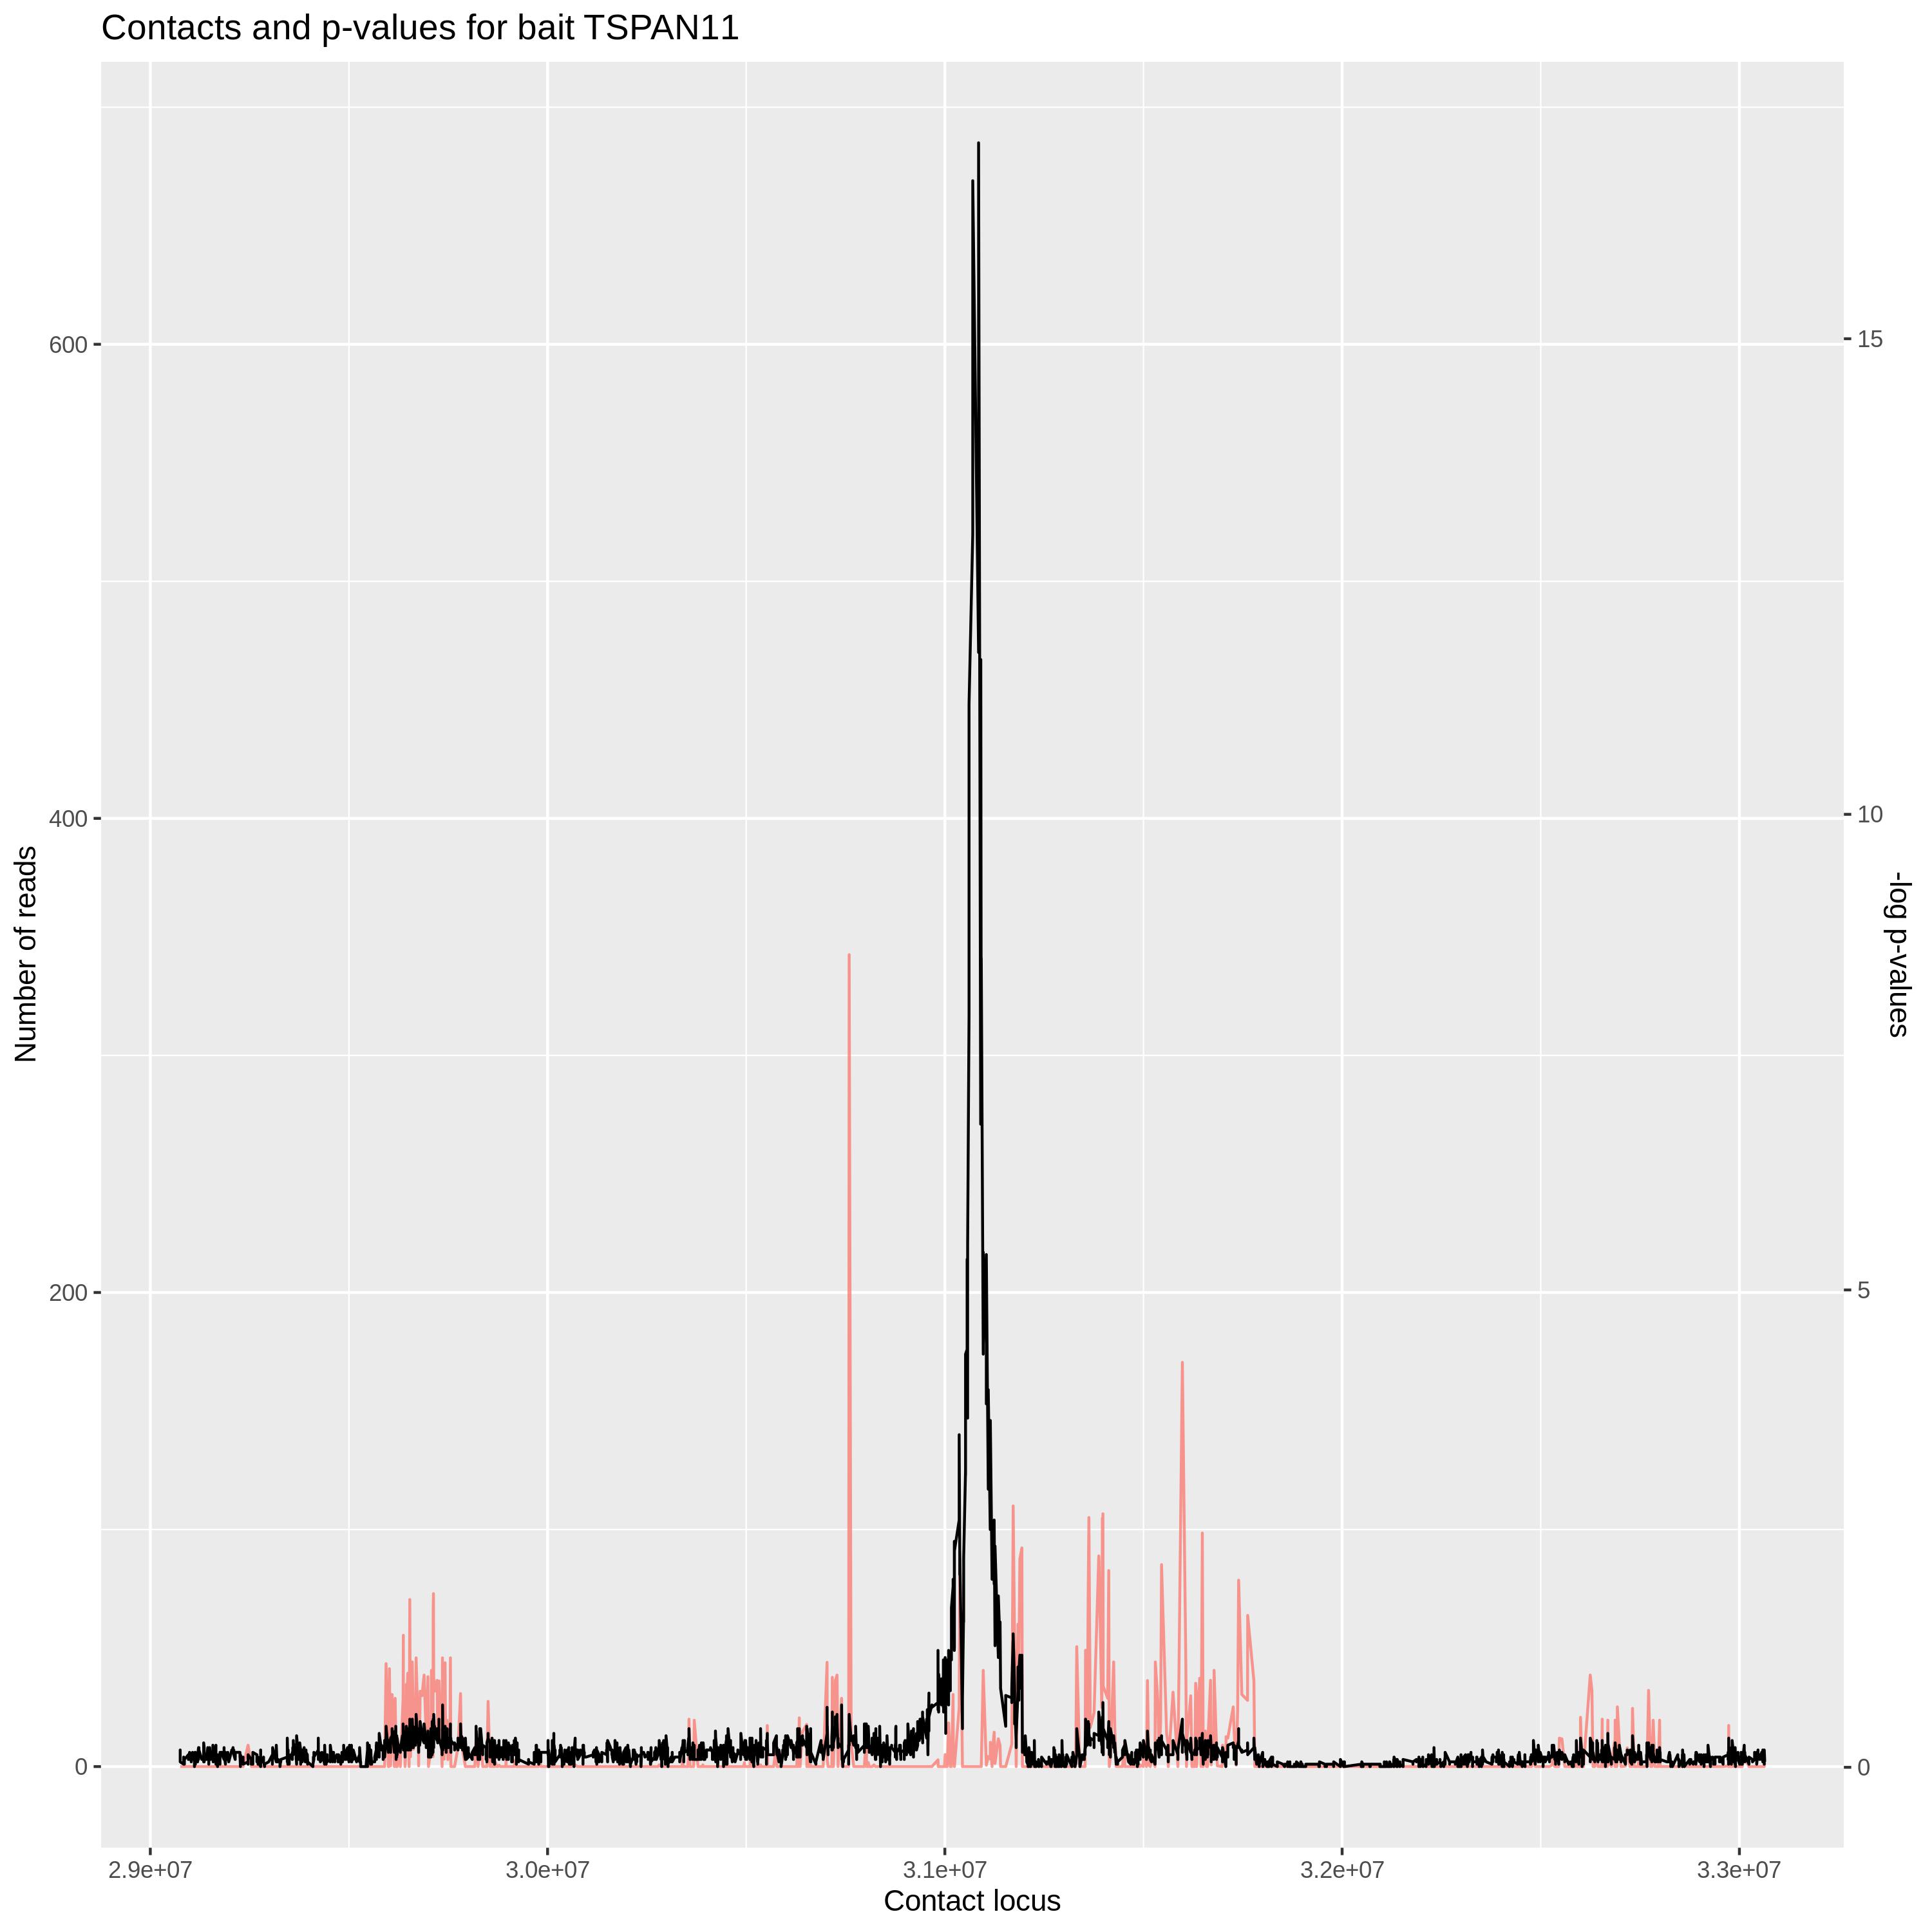 Contacts and p-values for bait TSPAN11
600
400
200
0
15
10
5
0
Number of reads
-log p-values
2.9e+07 3.0e+07 3.1e+07 3.2e+07 3.3e+07
Contact locus